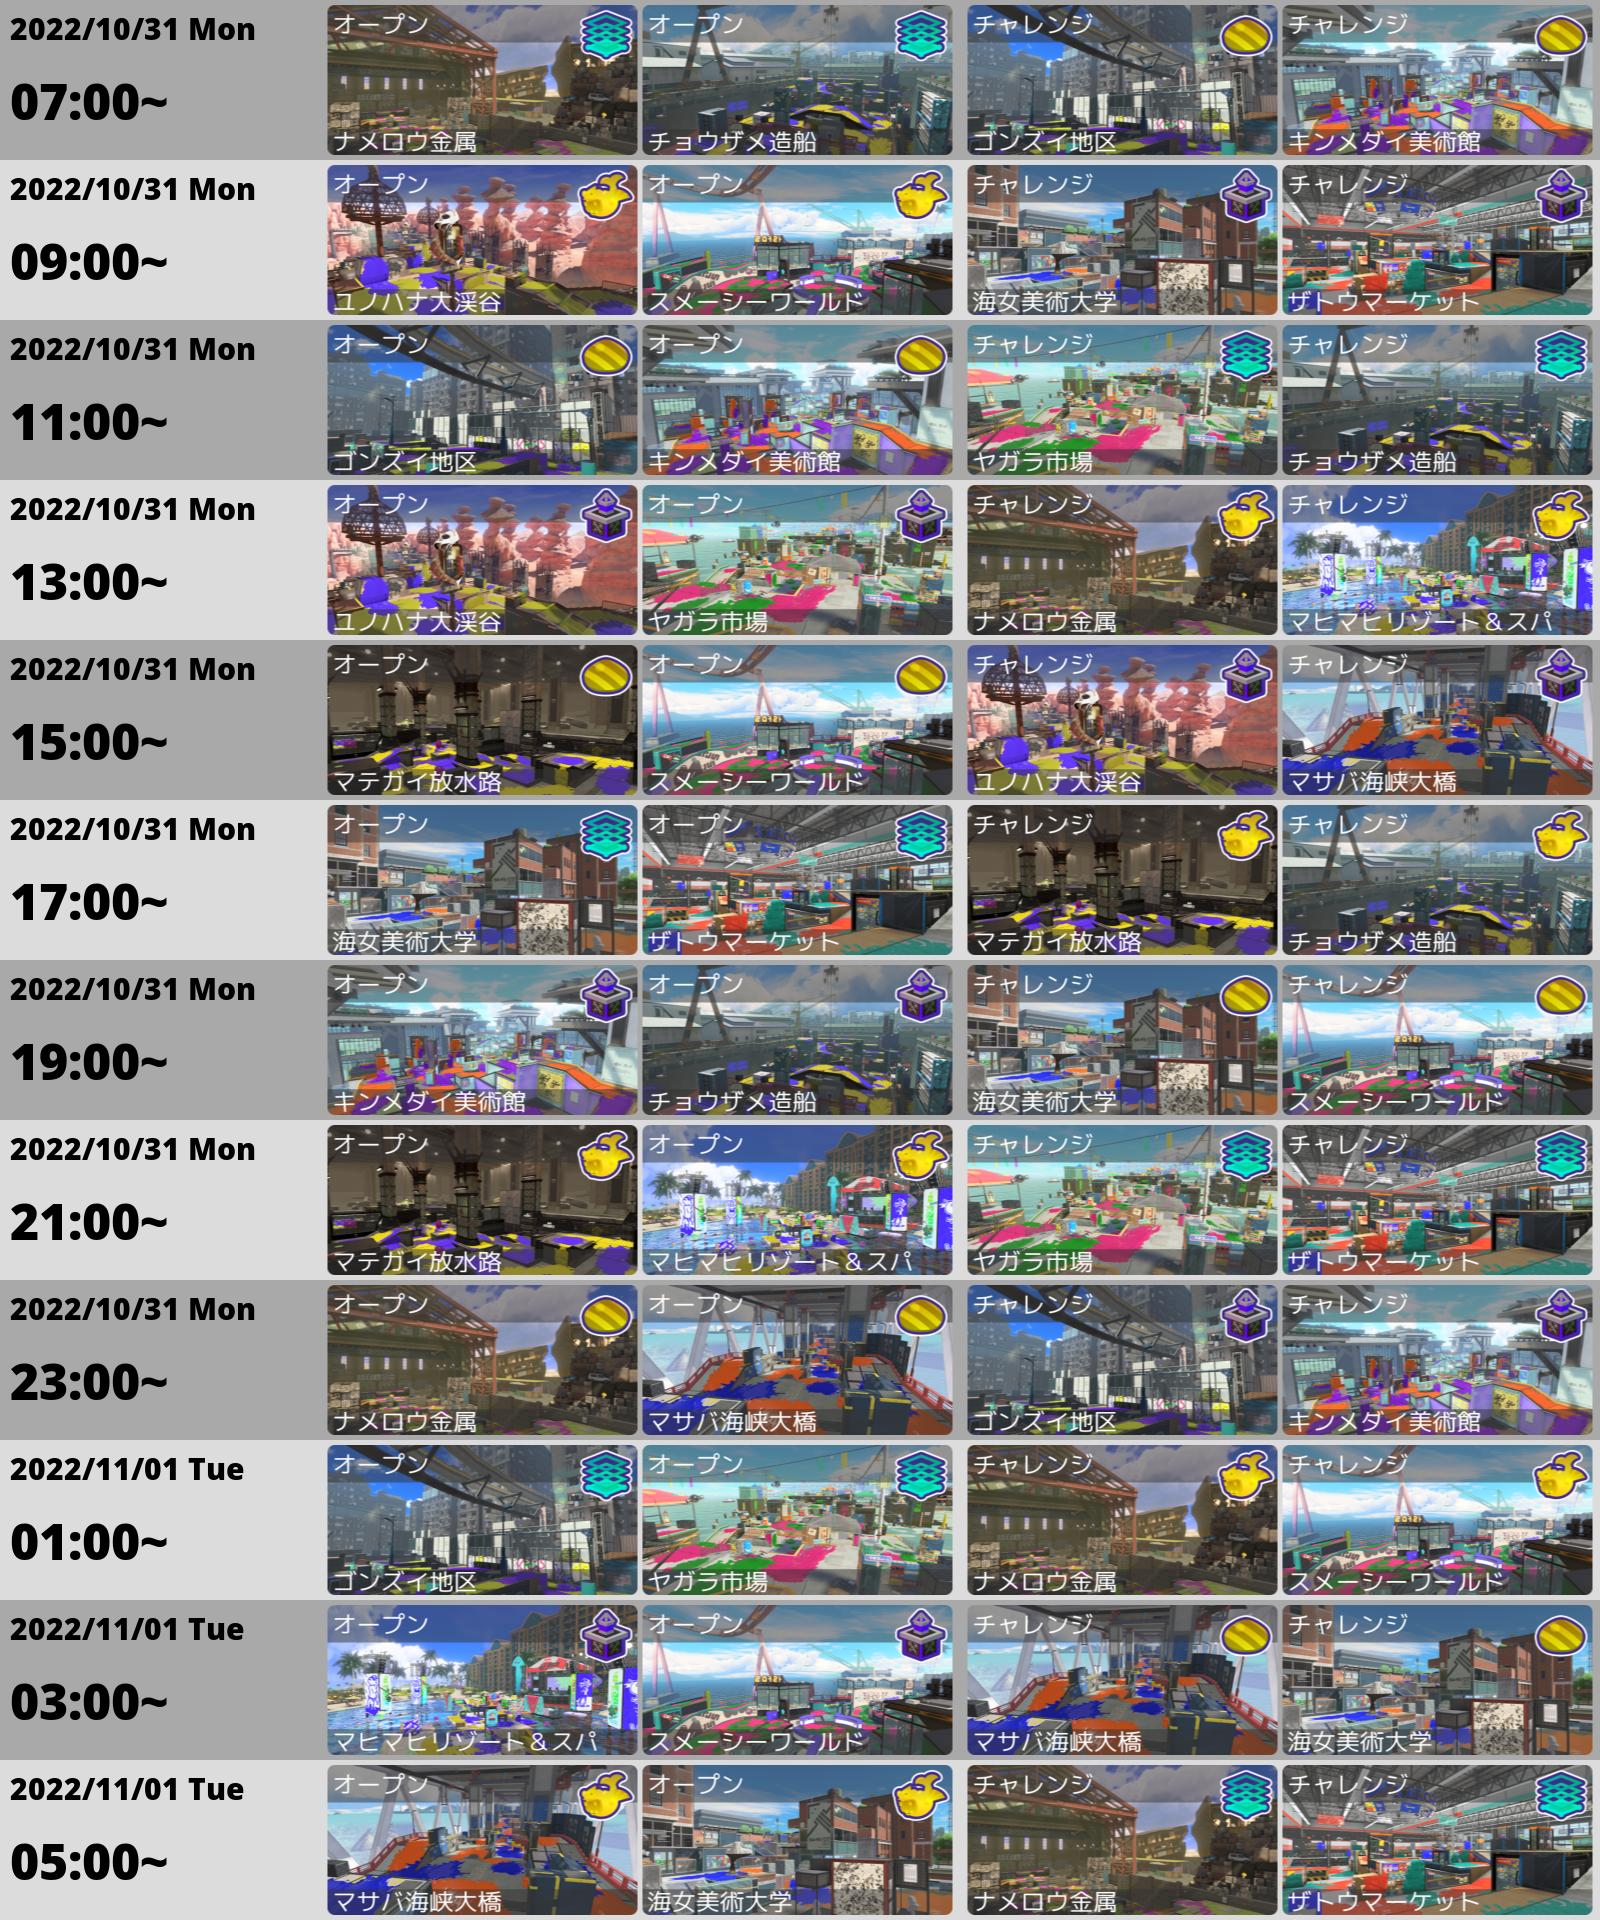 2022/10/31 Mon
07:00~
オープン オープン チャレンジ チャレンジ
ナメロウ金属 チョウザメ造船 ゴンズイ地区 キンメダイ美術館
2022/10/31 Mon
09:00~
オープン オープン チャレンジ チャレンジ
ユノハナ大渓谷 スメーシーワールド 海女美術大学 ザトウマーケット
2022/10/31 Mon
11:00~
オープン オープン チャレンジ チャレンジ
ゴンズイ地区 キンメダイ美術館 ヤガラ市場 チョウザメ造船
2022/10/31 Mon
13:00~
オープン オープン チャレンジ チャレンジ
ユノハナ大渓谷 ヤガラ市場 ナメロウ金属 マヒマヒリゾート&スパ
2022/10/31 Mon
15:00~
オープン オープン チャレンジ チャレンジ
マテガイ放水路 スメーシーワールド ユノハナ大渓谷 マサバ海峡大橋
2022/10/31 Mon
17:00~
オープン オープン チャレンジ チャレンジ
海女美術大学 ザトウマーケット マテガイ放水路 チョウザメ造船
2022/10/31 Mon
19:00~
オープン オープン チャレンジ チャレンジ
キンメダイ美術館 チョウザメ造船 海女美術大学 スメーシーワールド
2022/10/31 Mon
21:00~
オープン オープン チャレンジ チャレンジ
マテガイ放水路 マヒマヒリゾート&スパ ヤガラ市場 ザトウマーケット
2022/10/31 Mon
23:00~
オープン オープン チャレンジ チャレンジ
ナメロウ金属 マサバ海峡大橋 ゴンズイ地区 キンメダイ美術館
2022/11/01 Tue
01:00~
オープン オープン チャレンジ チャレンジ
ゴンズイ地区 ヤガラ市場 ナメロウ金属 スメーシーワールド
2022/11/01 Tue
03:00~
オープン オープン チャレンジ チャレンジ
マヒマヒリゾート&スパ スメーシーワールド マサバ海峡大橋 海女美術大学
2022/11/01 Tue
05:00~
オープン オープン チャレンジ チャレンジ
マサバ海峡大橋 海女美術大学 ナメロウ金属 ザトウマーケット